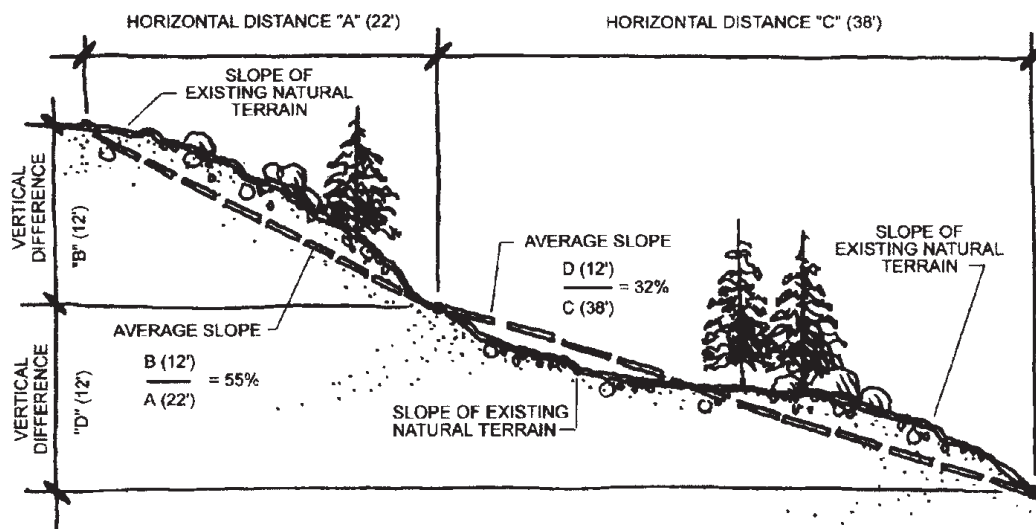 HORIZONTAL DISTANCE "A" (22')
HORIZONTAL DISTANCE "C" (38')
SLOPE OF
EXISTING NATURAL
TERRAIN
VERTICAL
DIFFERENCE
"B" (12')
AVERAGE SLOPE
D (12')
= 32%
C (38')
SLOPE OF
EXISTING NATURAL
TERRAIN
AVERAGE SLOPE
B (12')
= 55%
A (22')
VERTICAL
DIFFERENCE
"D" (12')
SLOPE OF EXISTING
NATURAL TERRAIN